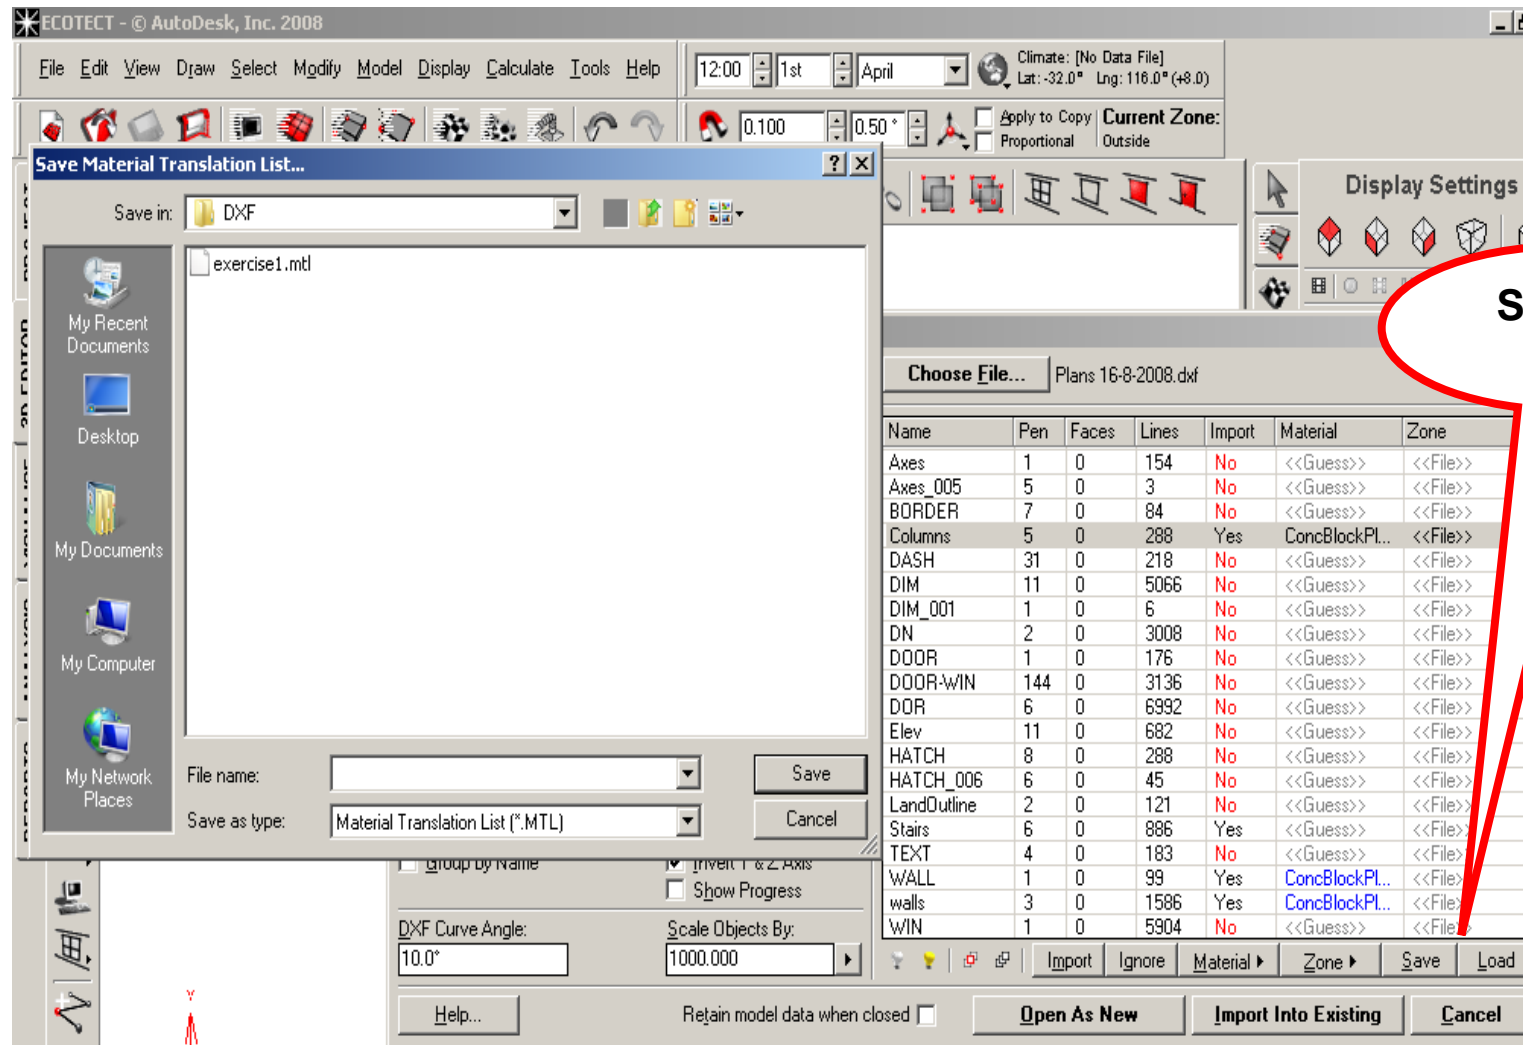 ECOTECT - © AutoDesk, Inc. 2008
File Edit View Draw Select Modify Model Display Calculate Tools Help
12:00 1st April
Climate: [No Data File]
Lat: -32.0° Lng: 116.0° (+8.0)
0.100 0.50 °
Apply to Copy
Proportional
Current Zone:
Outside
Save Material Translation List...
Save in: DXF
exercise1.mtl
My Recent
Documents
Desktop
My Documents
My Computer
My Network
Places
File name:
Save
Save as type: Material Translation List (*.MTL)
Cancel
Display Settings
S
3D EDITOR
Choose File... Plans 16-8-2008.dxf
Name Pen Faces Lines Import Material Zone
Axes 1 0 154 No <<Guess>> <<File>>
Axes_005 5 0 3 No <<Guess>> <<File>>
BORDER 7 0 84 No <<Guess>> <<File>>
Columns 5 0 288 Yes ConcBlockPl... <<File>>
DASH 31 0 218 No <<Guess>> <<File>>
DIM 11 0 5066 No <<Guess>> <<File>>
DIM_001 1 0 6 No <<Guess>> <<File>>
DN 2 0 3008 No <<Guess>> <<File>>
DOOR 1 0 176 No <<Guess>> <<File>>
DOOR-WIN 144 0 3136 No <<Guess>> <<File>>
DOR 6 0 6992 No <<Guess>> <<File>>
Elev 11 0 682 No <<Guess>> <<File>>
HATCH 8 0 288 No <<Guess>> <<File>>
HATCH_006 6 0 45 No <<Guess>> <<File>>
LandOutline 2 0 121 No <<Guess>> <<File>>
Stairs 6 0 886 Yes <<Guess>> <<File>>
TEXT 4 0 183 No <<Guess>> <<File>>
WALL 1 0 99 Yes ConcBlockPl... <<File>
walls 3 0 1586 Yes ConcBlockPl... <<File
WIN 1 0 5904 No <<Guess>> <<File
Import Ignore Material Zone Save Load
Group by Name
Invert Y & Z Axis
Show Progress
DXF Curve Angle:
10.0°
Scale Objects By:
1000.000
Help...
Retain model data when closed
Open As New
Import Into Existing
Cancel
Y